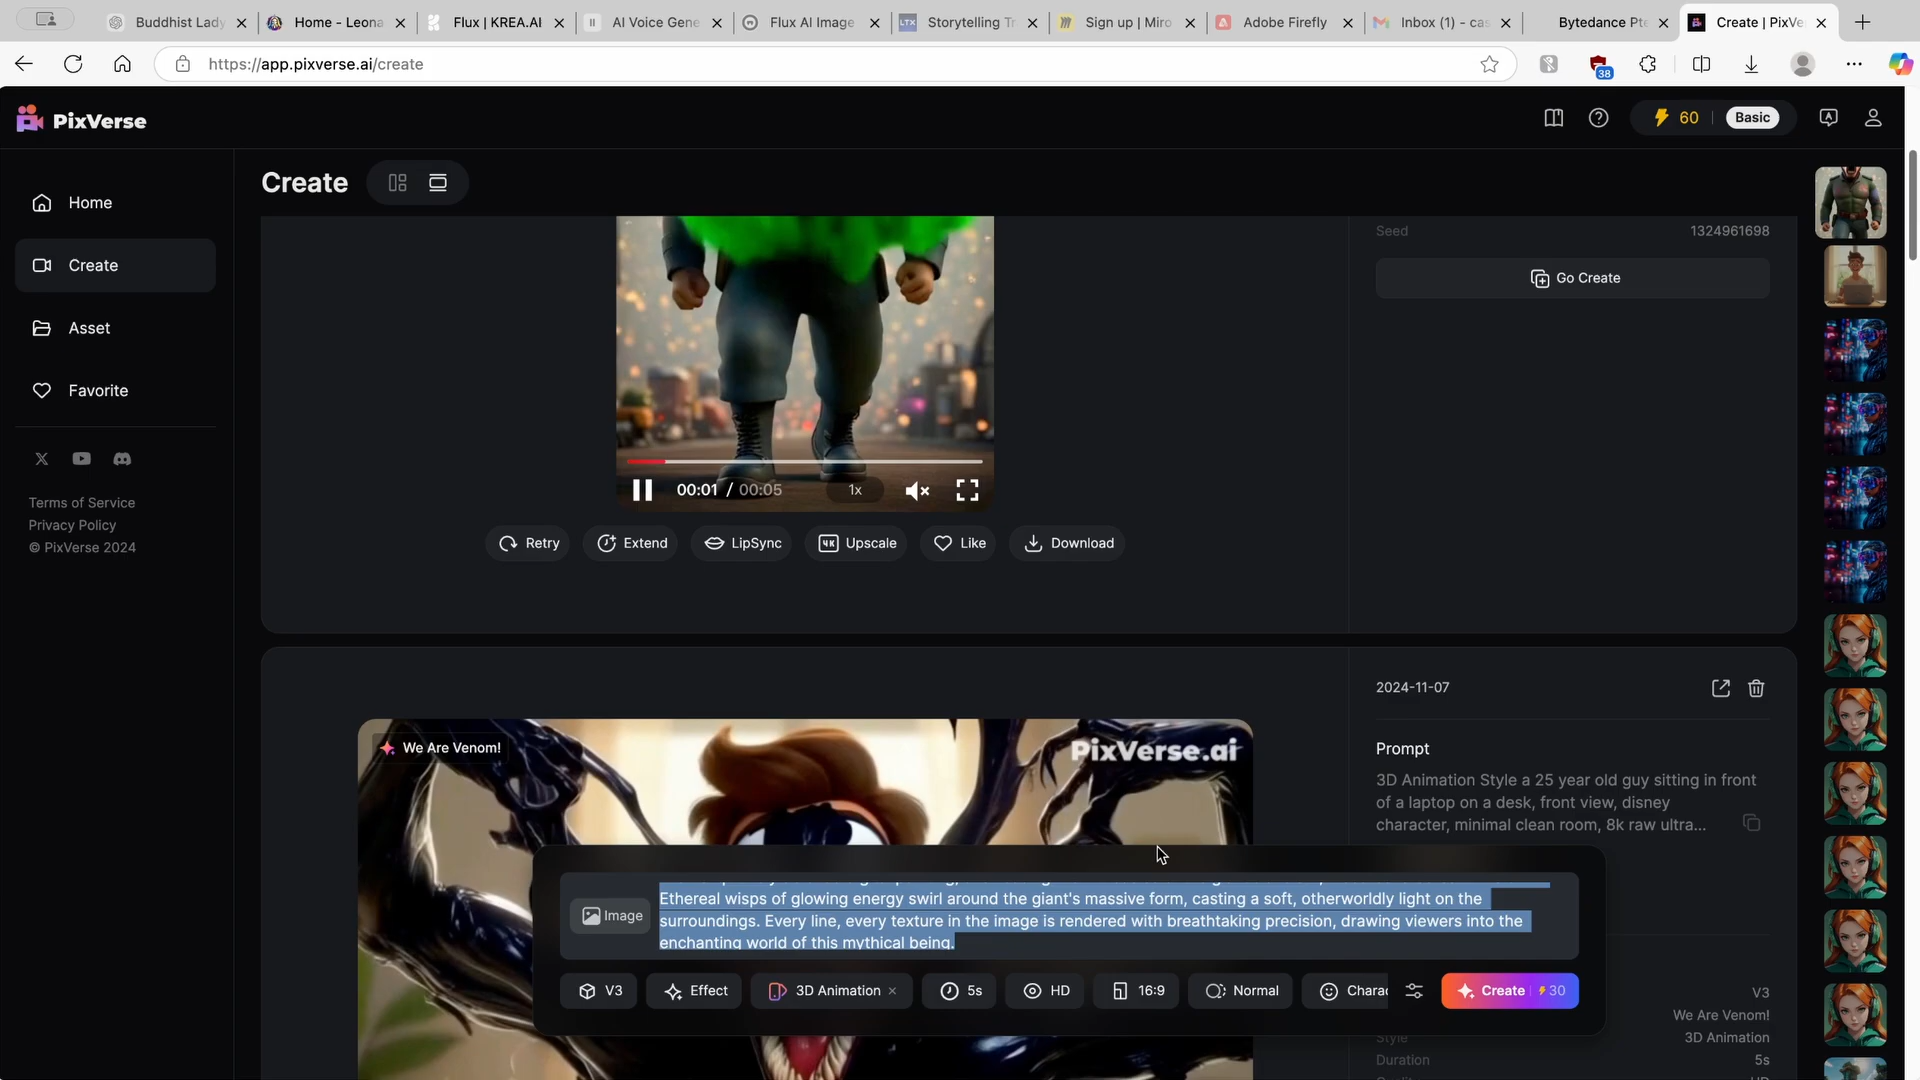 Buddhist Lady
Home - Leona
Flux | KREA.AI
AI Voice Gene
Flux AI Image
LTX
Storytelling Tr
Sign up | Miro
Adobe Firefly
Inbox (1) - cas
Bytedance Pte
Create | PixVe
https://app.pixverse.ai/create
38
PixVerse
60
Basic
Home
Create
Asset
Favorite
Terms of Service
Privacy Policy
© PixVerse 2024
Create
Seed
1324961698
Go Create
00:01 / 00:05
1x
Retry
Extend
LipSync
4K Upscale
Like
Download
We Are Venom!
PixVerse.ai
2024-11-07
Prompt
3D Animation Style a 25 year old guy sitting in front
of a laptop on a desk, front view, disney
character, minimal clean room, 8k raw ultra...
Image
Ethereal wisps of glowing energy swirl around the giant's massive form, casting a soft, otherworldly light on the
surroundings. Every line, every texture in the image is rendered with breathtaking precision, drawing viewers into the
enchanting world of this mythical being.
V3
Effect
3D Animation
5s
HD
16:9
Normal
Charac
Create
30
V3
We Are Venom!
Style
3D Animation
Duration
5s